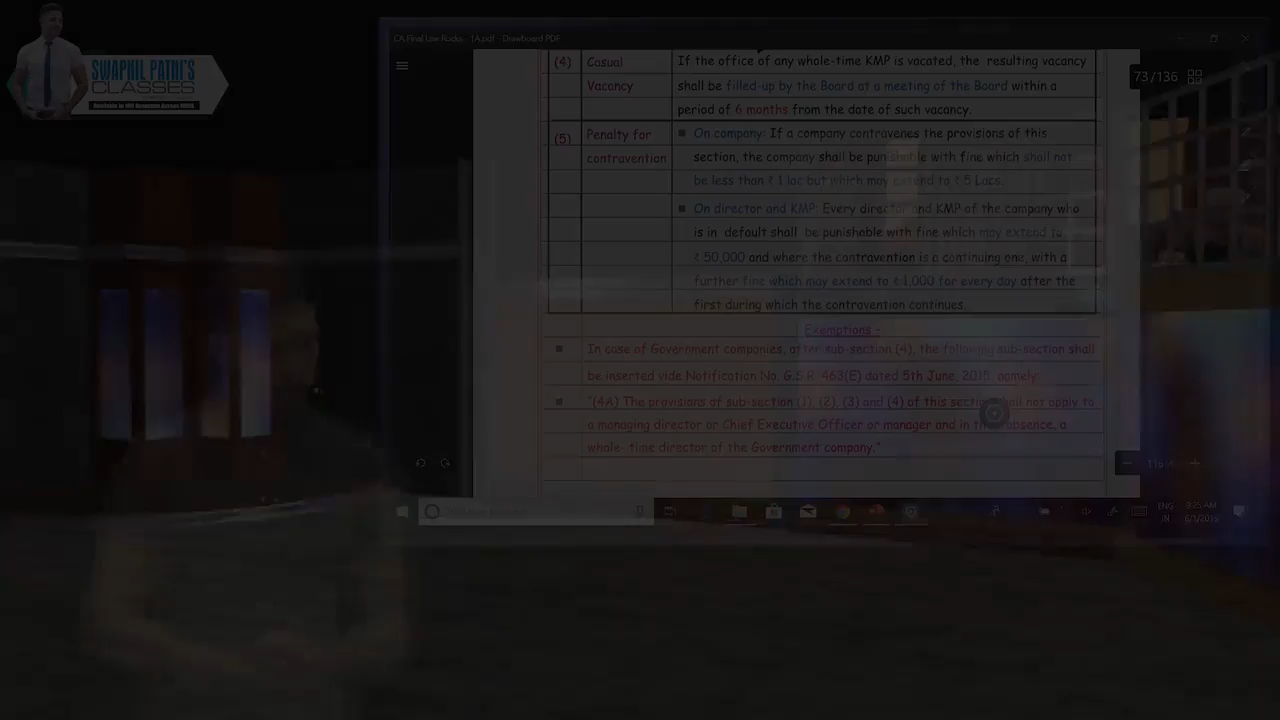 SWAPNIL PATNI'S
CLASSES
CA Final Law Rocks - 1A.pdf - Drawboard PDF
73/136
(4) Casual Vacancy
If the office of any whole-time KMP is vacated, the resulting vacancy
shall be filled-up by the Board at a meeting of the Board within a
period of 6 months from the date of such vacancy.
(5) Penalty for contravention
■ On company: If a company contravenes the provisions of this
section, the company shall be punishable with fine which shall not
be less than ₹ 1 lac but which may extend to ₹ 5 Lacs.
■ On director and KMP: Every director and KMP of the company who
is in default shall be punishable with fine which may extend to
₹ 50,000 and where the contravention is a continuing one, with a
further fine which may extend to ₹ 1,000 for every day after the
first during which the contravention continues.
Exemptions :-
■ In case of Government companies, after sub-section (4), the following sub-section shall
be inserted vide Notification No. G.S.R. 463(E) dated 5th June, 2015, namely:
■ "(4A) The provisions of sub-section (1), (2), (3) and (4) of this section shall not apply to
a managing director or Chief Executive Officer or manager and in their absence, a
whole- time director of the Government company."
ENG
IN